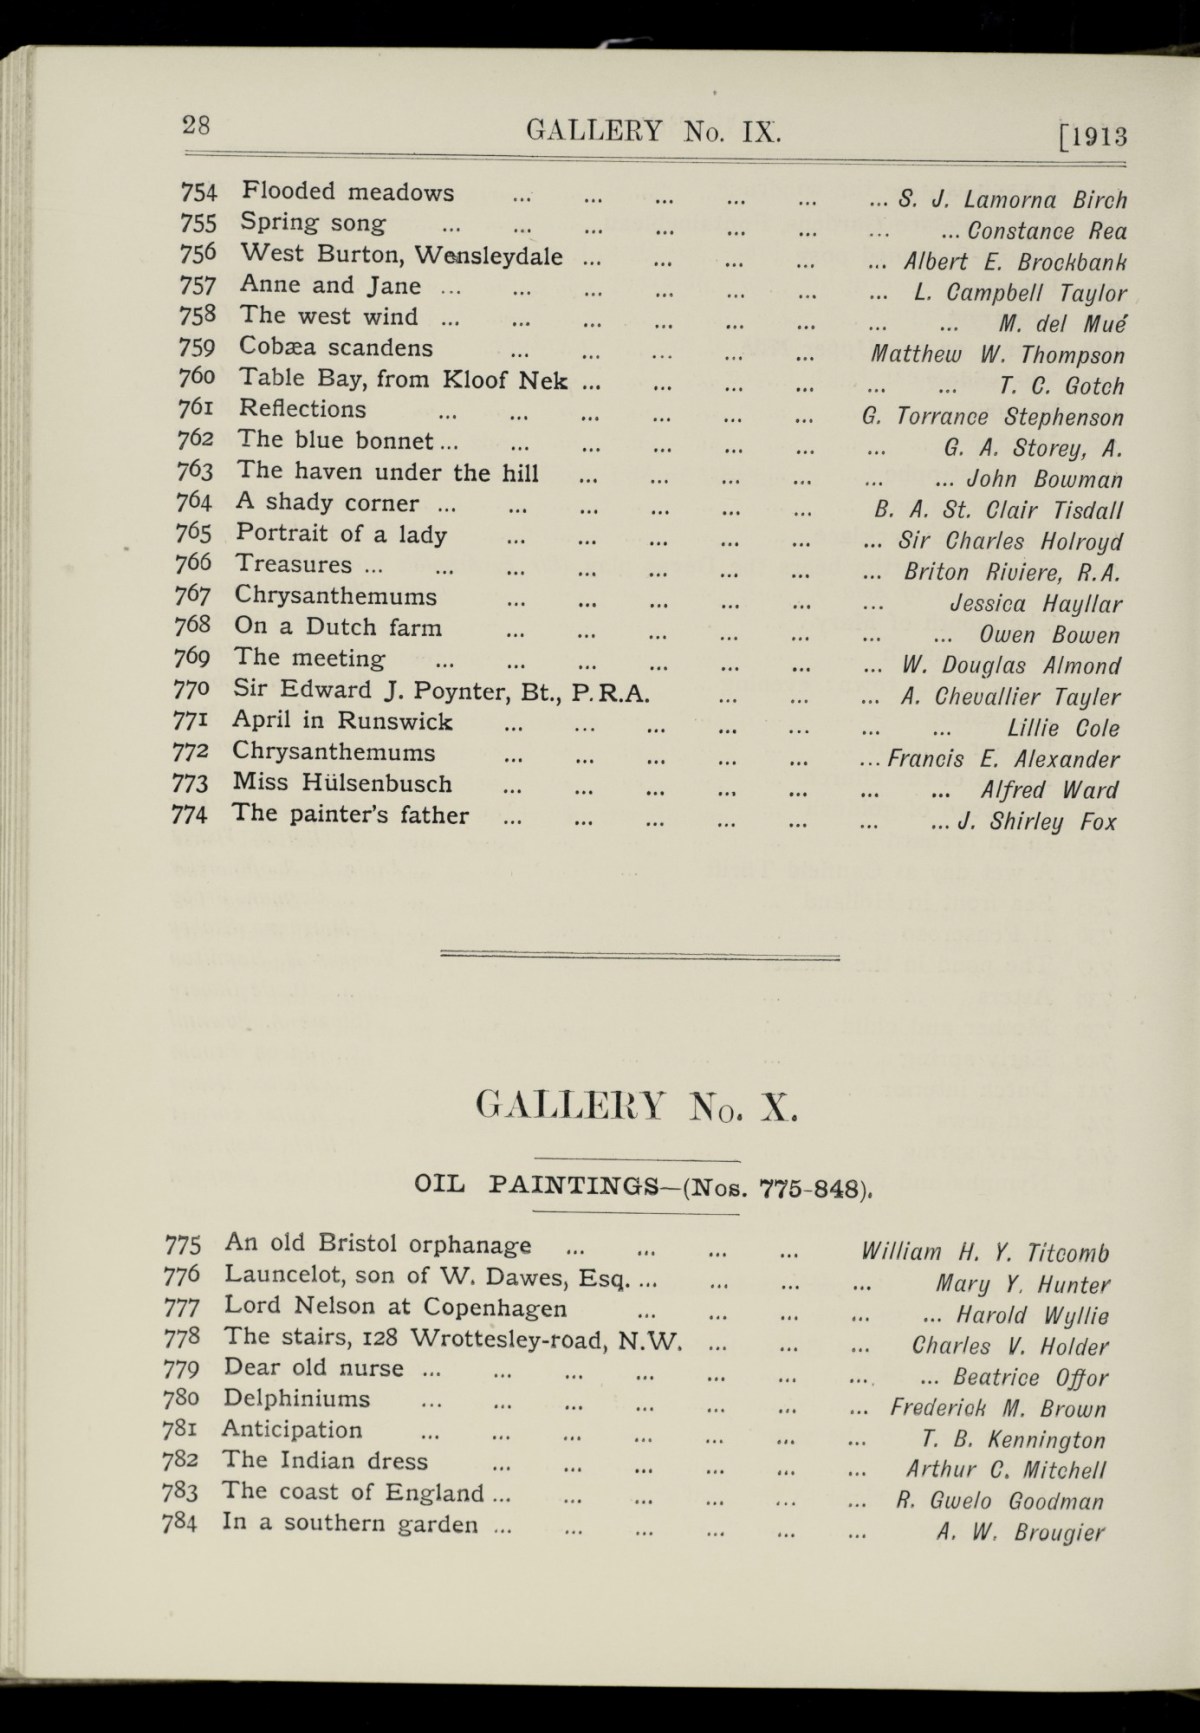 28 GALLERY No. IX. [1913
754 Flooded meadows ... ... ... ... ... ... S. J. Lamorna Birch
755 Spring song ... ... ... ... ... ... ... ... Constance Rea
756 West Burton, Wensleydale ... ... ... ... ... Albert E. Brockbank
757 Anne and Jane ... ... ... ... ... ... ... L. Campbell Taylor
758 The west wind ... ... ... ... ... ... ... ... M. del Mué
759 Cobæa scandens ... ... ... ... ... Matthew W. Thompson
760 Table Bay, from Kloof Nek ... ... ... ... ... ... T. C. Gotch
761 Reflections ... ... ... ... ... ... G. Torrance Stephenson
762 The blue bonnet ... ... ... ... ... ... ... G. A. Storey, A.
763 The haven under the hill ... ... ... ... ... ... John Bowman
764 A shady corner ... ... ... ... ... ... B. A. St. Clair Tisdall
765 Portrait of a lady ... ... ... ... ... ... Sir Charles Holroyd
766 Treasures ... ... ... ... ... ... ... ... Briton Riviere, R.A.
767 Chrysanthemums ... ... ... ... ... ... Jessica Hayllar
768 On a Dutch farm ... ... ... ... ... ... ... Owen Bowen
769 The meeting ... ... ... ... ... ... ... W. Douglas Almond
770 Sir Edward J. Poynter, Bt., P.R.A. ... ... ... A. Chevallier Tayler
771 April in Runswick ... ... ... ... ... ... ... Lillie Cole
772 Chrysanthemums ... ... ... ... ... ... Francis E. Alexander
773 Miss Hülsenbusch ... ... ... ... ... ... ... Alfred Ward
774 The painter's father ... ... ... ... ... ... ... J. Shirley Fox
GALLERY No. X.
OIL PAINTINGS—(Nos. 775-848).
775 An old Bristol orphanage ... ... ... ... William H. Y. Titcomb
776 Launcelot, son of W. Dawes, Esq. ... ... ... ... Mary Y. Hunter
777 Lord Nelson at Copenhagen ... ... ... ... ... Harold Wyllie
778 The stairs, 128 Wrottesley-road, N.W. ... ... ... Charles V. Holder
779 Dear old nurse ... ... ... ... ... ... ... ... Beatrice Offor
780 Delphiniums ... ... ... ... ... ... ... Frederick M. Brown
781 Anticipation ... ... ... ... ... ... ... T. B. Kennington
782 The Indian dress ... ... ... ... ... ... Arthur C. Mitchell
783 The coast of England ... ... ... ... ... ... R. Gwelo Goodman
784 In a southern garden ... ... ... ... ... ... A. W. Brougier